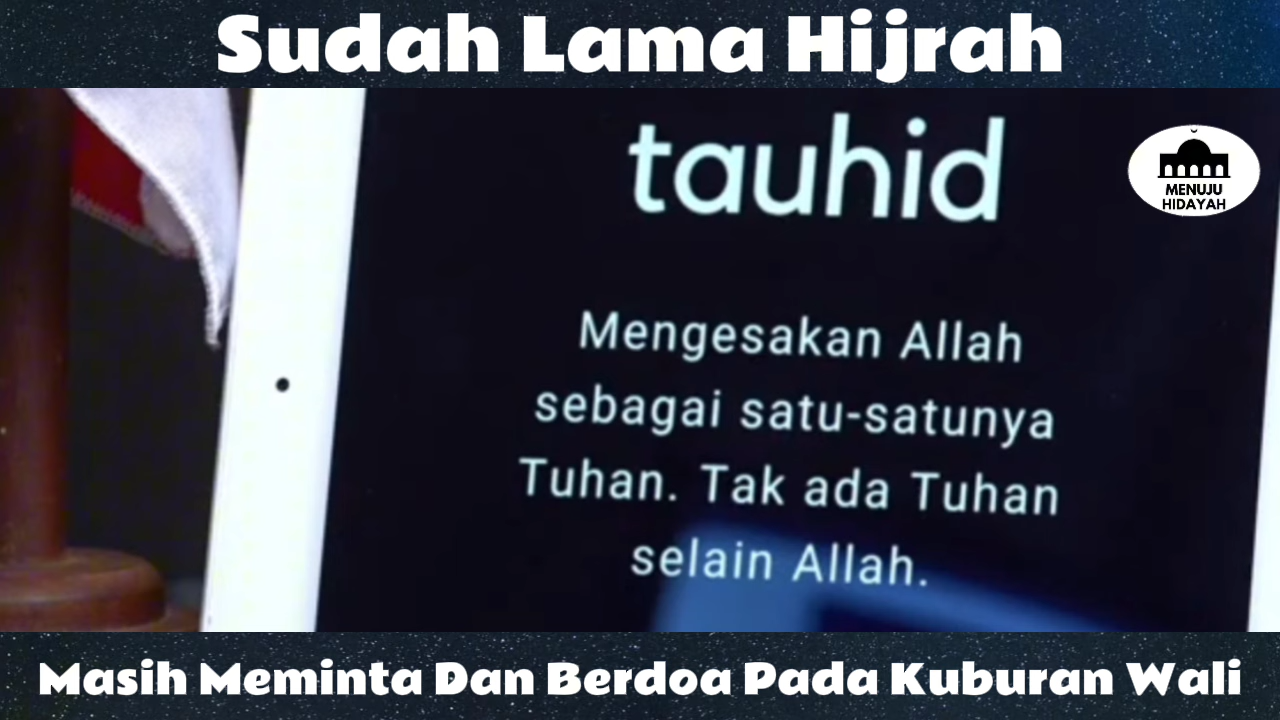 Sudah Lama Hijrah
tauhid
MENUJU
HIDAYAH
Mengesakan Allah
sebagai satu-satunya
Tuhan. Tak ada Tuhan
selain Allah.
Masih Meminta Dan Berdoa Pada Kuburan Wali